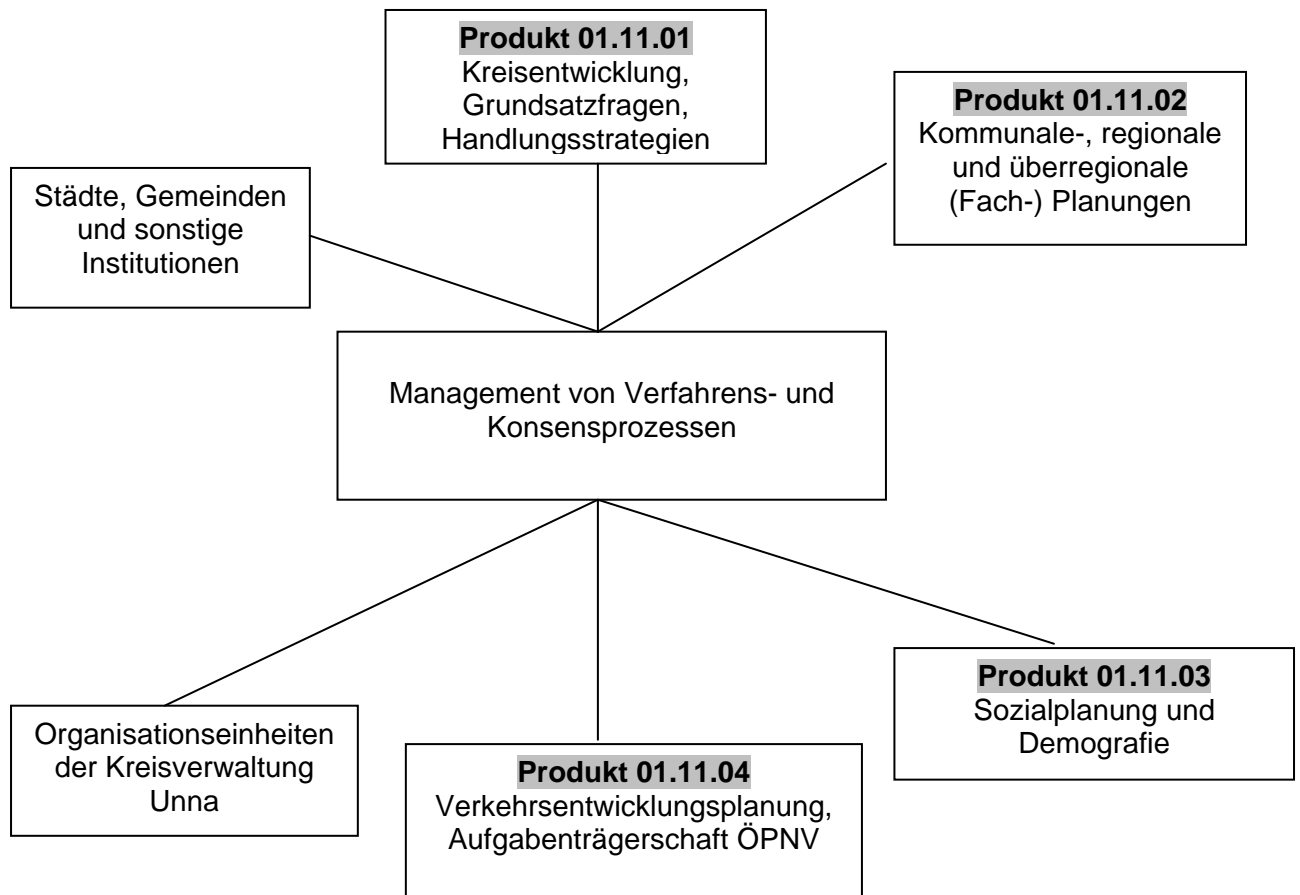 Produkt 01.11.01
Kreisentwicklung,
Grundsatzfragen,
Handlungsstrategien
Produkt 01.11.02
Kommunale-, regionale
und überregionale
(Fach-) Planungen
Städte, Gemeinden
und sonstige
Institutionen
Management von Verfahrens- und
Konsensprozessen
Organisationseinheiten
der Kreisverwaltung
Unna
Produkt 01.11.04
Verkehrsentwicklungsplanung,
Aufgabenträgerschaft ÖPNV
Produkt 01.11.03
Sozialplanung und
Demografie